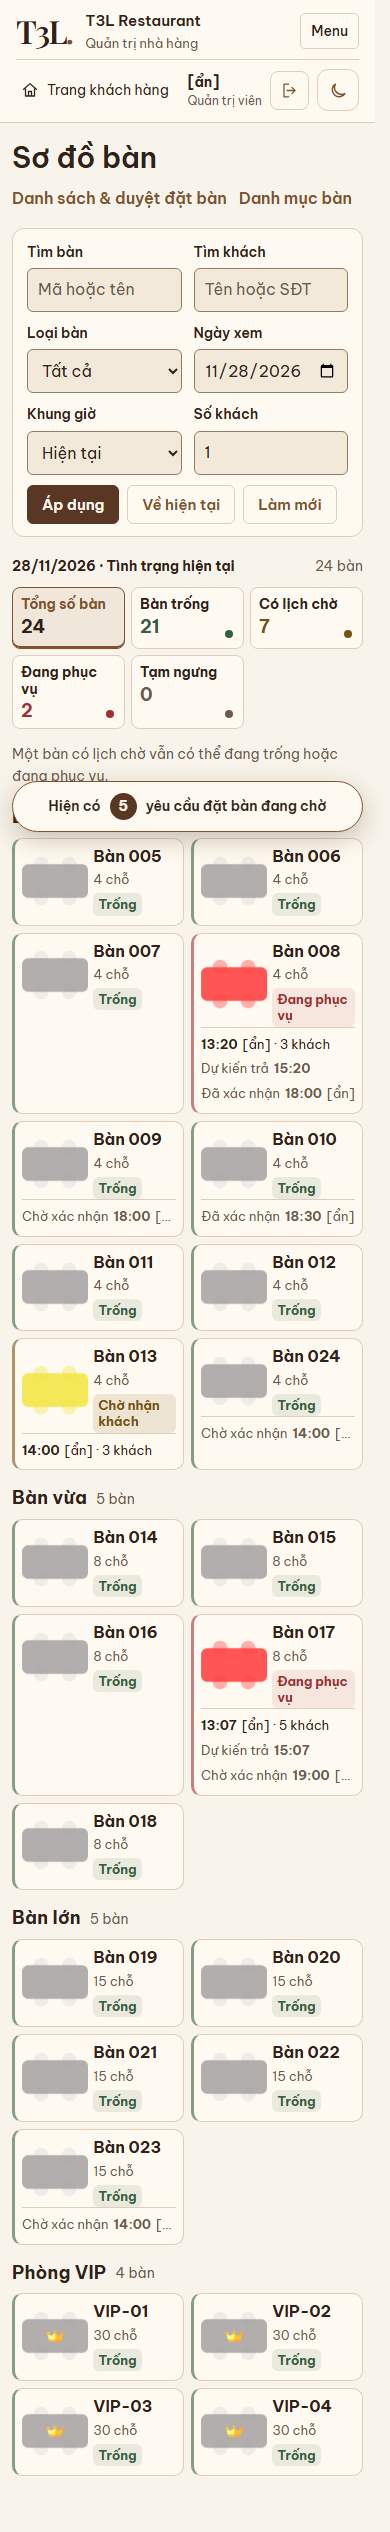 T3L.
T3L Restaurant
Quản trị nhà hàng
Menu
Trang khách hàng
[ẩn]
Quản trị viên
Sơ đồ bàn
Danh sách & duyệt đặt bàn
Danh mục bàn
Tìm bàn
Tìm khách
Mã hoặc tên
Tên hoặc SĐT
Loại bàn
Ngày xem
Tất cả
11/28/2026
Khung giờ
Số khách
Hiện tại
1
Áp dụng
Về hiện tại
Làm mới
28/11/2026 · Tình trạng hiện tại
24 bàn
Tổng số bàn
24
Bàn trống
21
Có lịch chờ
7
Đang phục
vụ
2
Tạm ngưng
0
Một bàn có lịch chờ vẫn có thể đang trống hoặc
đang phục vụ.
Hiện có 5 yêu cầu đặt bàn đang chờ
Bàn 005
4 chỗ
Trống
Bàn 006
4 chỗ
Trống
Bàn 007
4 chỗ
Trống
Bàn 008
4 chỗ
Đang phục
vụ
13:20 [ẩn] · 3 khách
Dự kiến trả 15:20
Đã xác nhận 18:00 [ẩn]
Bàn 009
4 chỗ
Trống
Chờ xác nhận 18:00 [...
Bàn 010
4 chỗ
Trống
Đã xác nhận 18:30 [ẩn]
Bàn 011
4 chỗ
Trống
Bàn 012
4 chỗ
Trống
Bàn 013
4 chỗ
Chờ nhận
khách
14:00 [ẩn] · 3 khách
Bàn 024
4 chỗ
Trống
Chờ xác nhận 14:00 [...
Bàn vừa 5 bàn
Bàn 014
8 chỗ
Trống
Bàn 015
8 chỗ
Trống
Bàn 016
8 chỗ
Trống
Bàn 017
8 chỗ
Đang phục
vụ
13:07 [ẩn] · 5 khách
Dự kiến trả 15:07
Chờ xác nhận 19:00 [...
Bàn 018
8 chỗ
Trống
Bàn lớn 5 bàn
Bàn 019
15 chỗ
Trống
Bàn 020
15 chỗ
Trống
Bàn 021
15 chỗ
Trống
Bàn 022
15 chỗ
Trống
Bàn 023
15 chỗ
Trống
Chờ xác nhận 14:00 [...
Phòng VIP 4 bàn
VIP-01
30 chỗ
Trống
VIP-02
30 chỗ
Trống
VIP-03
30 chỗ
Trống
VIP-04
30 chỗ
Trống